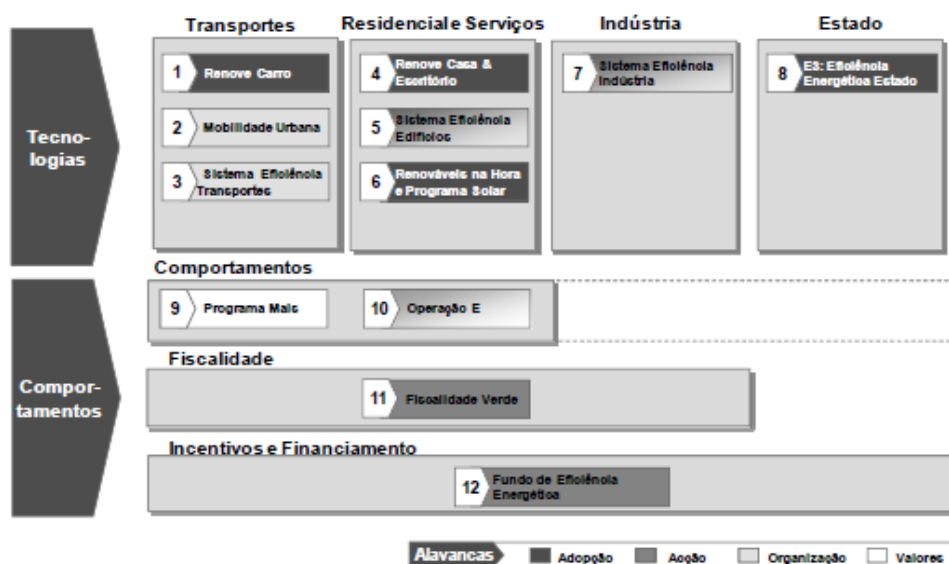 Transportes
Residencial e Serviços
Indústria
Estado
Tecno-
logias
1 Renove Carro
2 Mobilidade Urbana
3 Sistema Eficiência
Transportes
4 Renove Casa &
Escritório
5 Sistema Eficiência
Edifícios
6 Renováveis na Hora
e Programa Solar
7 Sistema Eficiência
Indústria
8 E3: Eficiência
Energética Estado
Compor-
tamentos
Comportamentos
9 Programa Mais
10 Operação E
Fiscalidade
11 Fiscalidade Verde
Incentivos e Financiamento
12 Fundo de Eficiência
Energética
Alavancas
Adopção
Acção
Organização
Valores